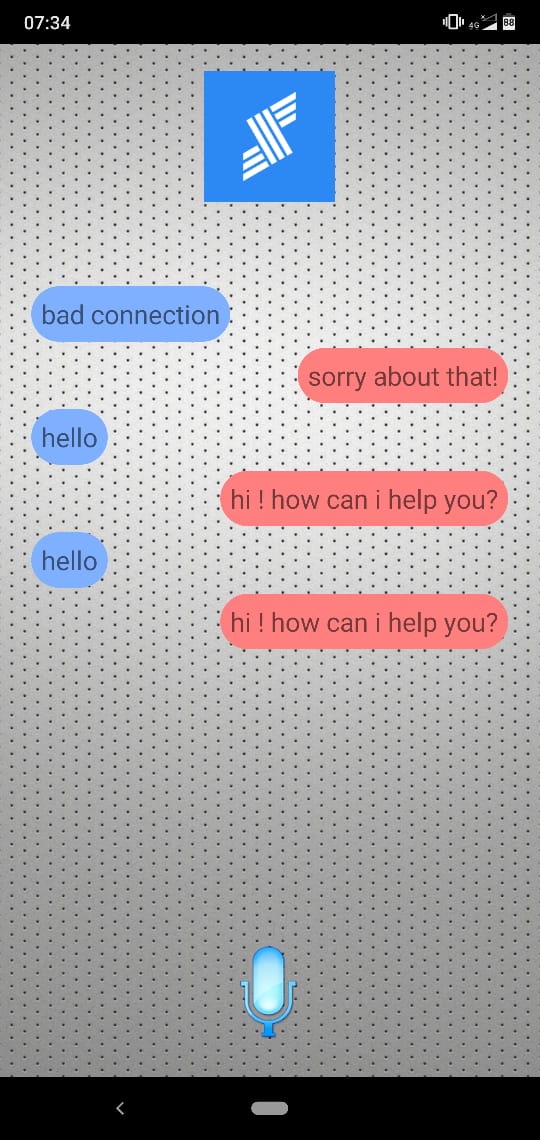 07:34
4G
88
bad connection
sorry about that!
hello
hi ! how can i help you?
hello
hi ! how can i help you?